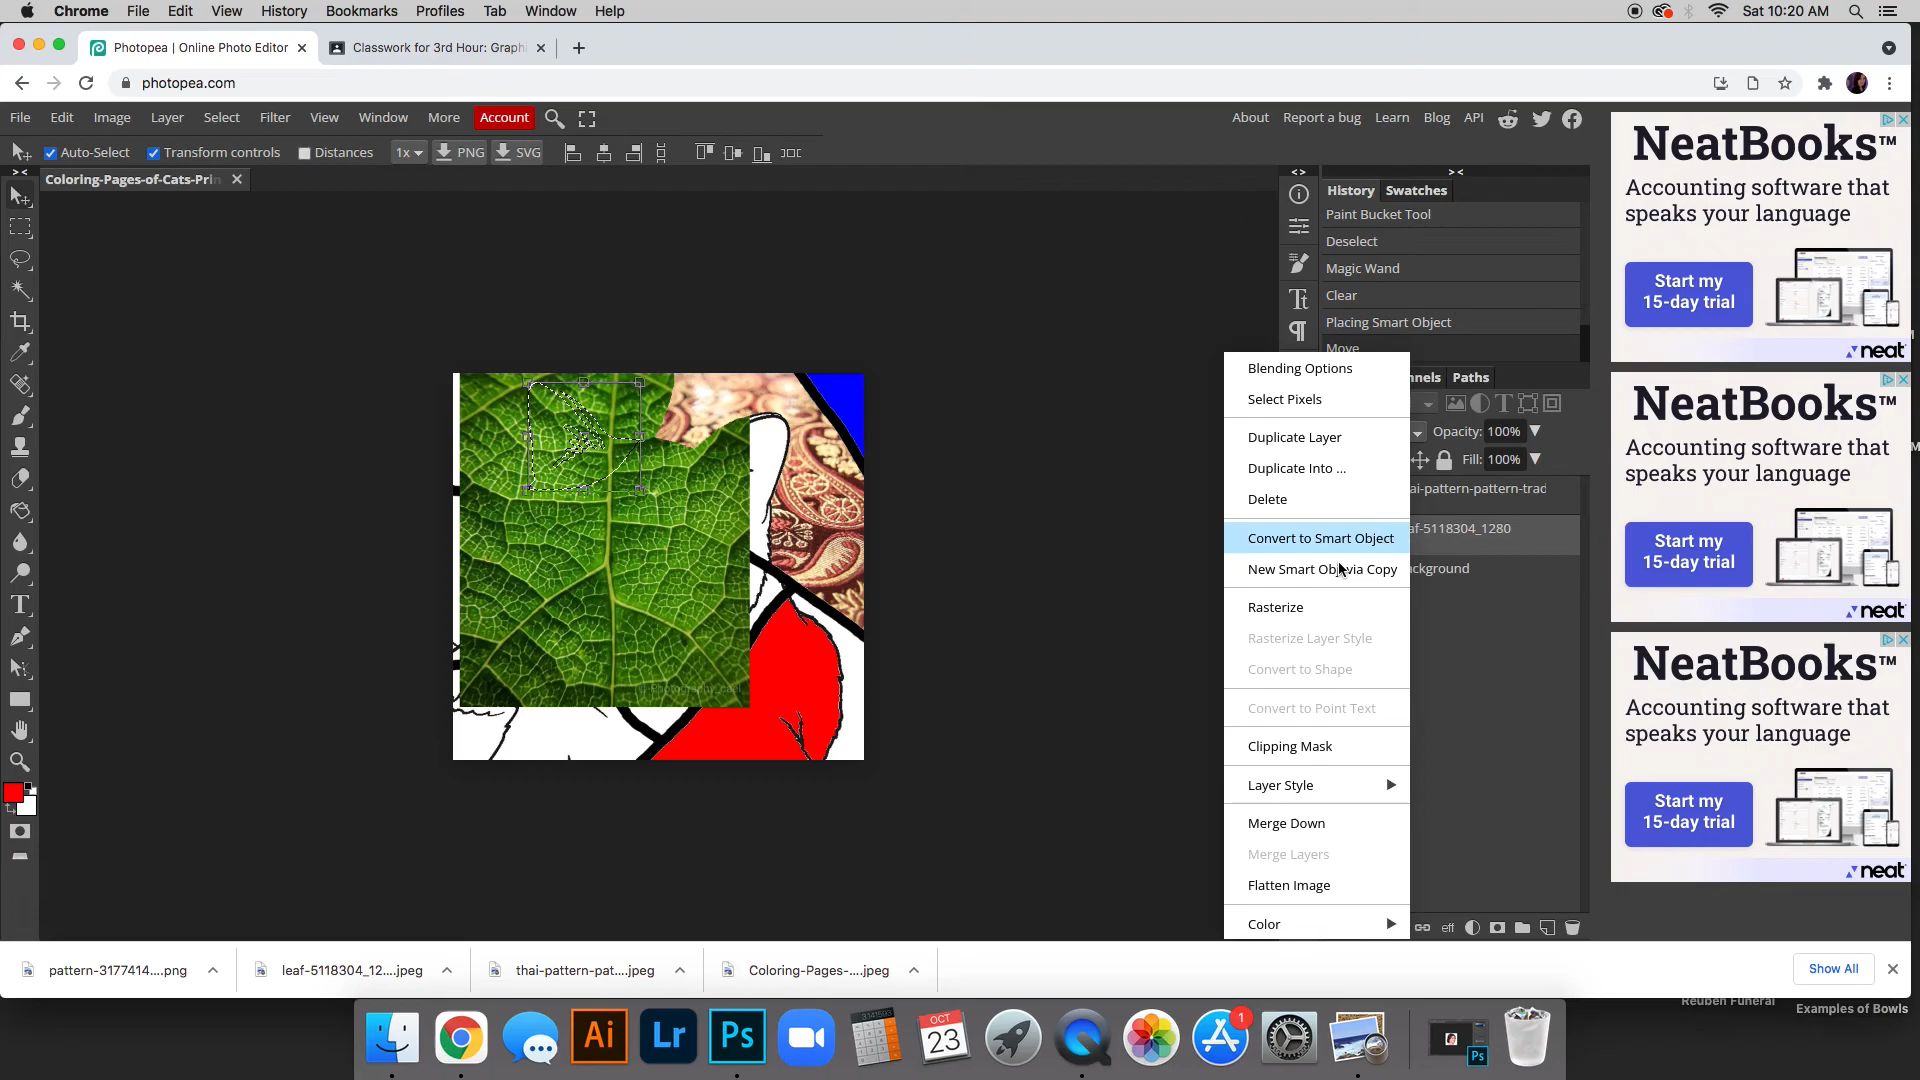 Chrome File Edit View History Bookmarks Profiles Tab Window Help
Sat 10:20 AM
Photopea | Online Photo Editor
Classwork for 3rd Hour: Graphi
photopea.com
File Edit Image Layer Select Filter View Window More Account
About Report a bug Learn Blog API
Auto-Select Transform controls Distances 1x PNG SVG
Coloring-Pages-of-Cats-Prin
History Swatches
Paint Bucket Tool
Deselect
Magic Wand
Clear
Placing Smart Object
Move
nnels Paths
Opacity: 100%
Fill: 100%
ai-pattern-pattern-trad
af-5118304_1280
ackground
Blending Options
Select Pixels
Duplicate Layer
Duplicate Into ...
Delete
Convert to Smart Object
New Smart Obj via Copy
Rasterize
Rasterize Layer Style
Convert to Shape
Convert to Point Text
Clipping Mask
Layer Style
Merge Down
Merge Layers
Flatten Image
Color
eff
NeatBooks™
Accounting software that
speaks your language
Start my
15-day trial
neat
NeatBooks™
Accounting software that
speaks your language
Start my
15-day trial
neat
NeatBooks™
Accounting software that
speaks your language
Start my
15-day trial
neat
pattern-3177414....png
leaf-5118304_12....jpeg
thai-pattern-pat....jpeg
Coloring-Pages-....jpeg
Show All
Reuben Funeral
Examples of Bowls
Ai
Lr
Ps
OCT
23
1
Ps